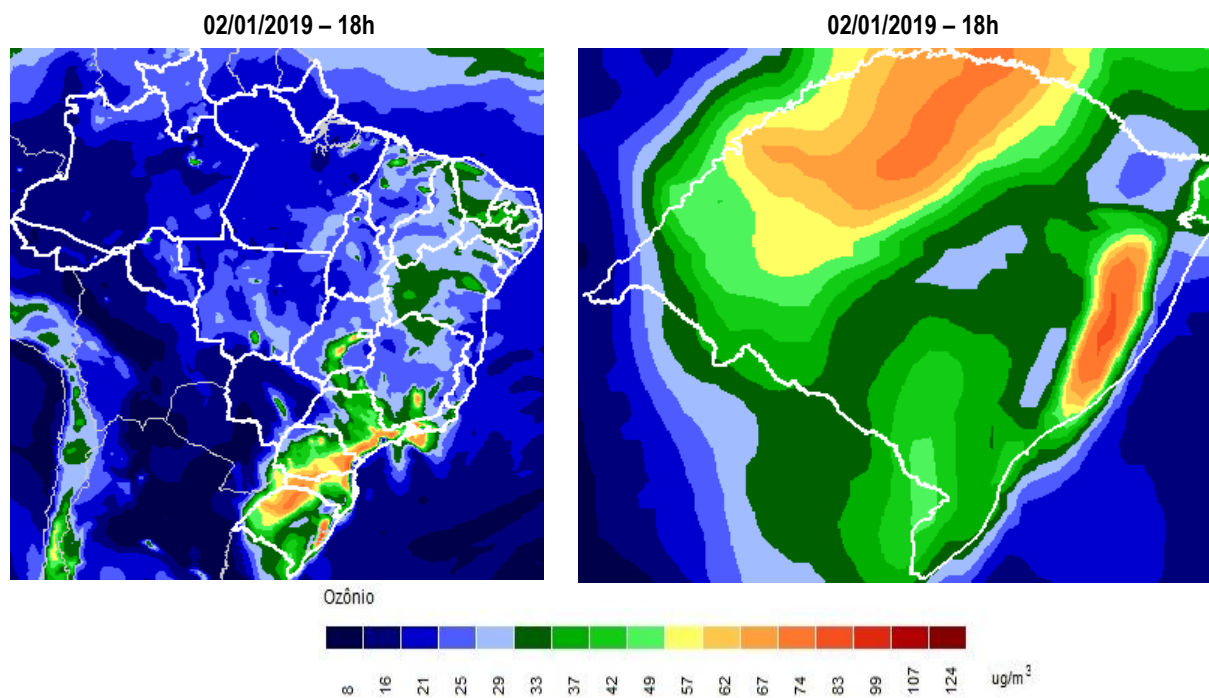 02/01/2019 – 18h
02/01/2019 – 18h
Ozônio
8 16 21 25 29 33 37 42 49 57 62 67 74 83 99 107 124 ug/m³